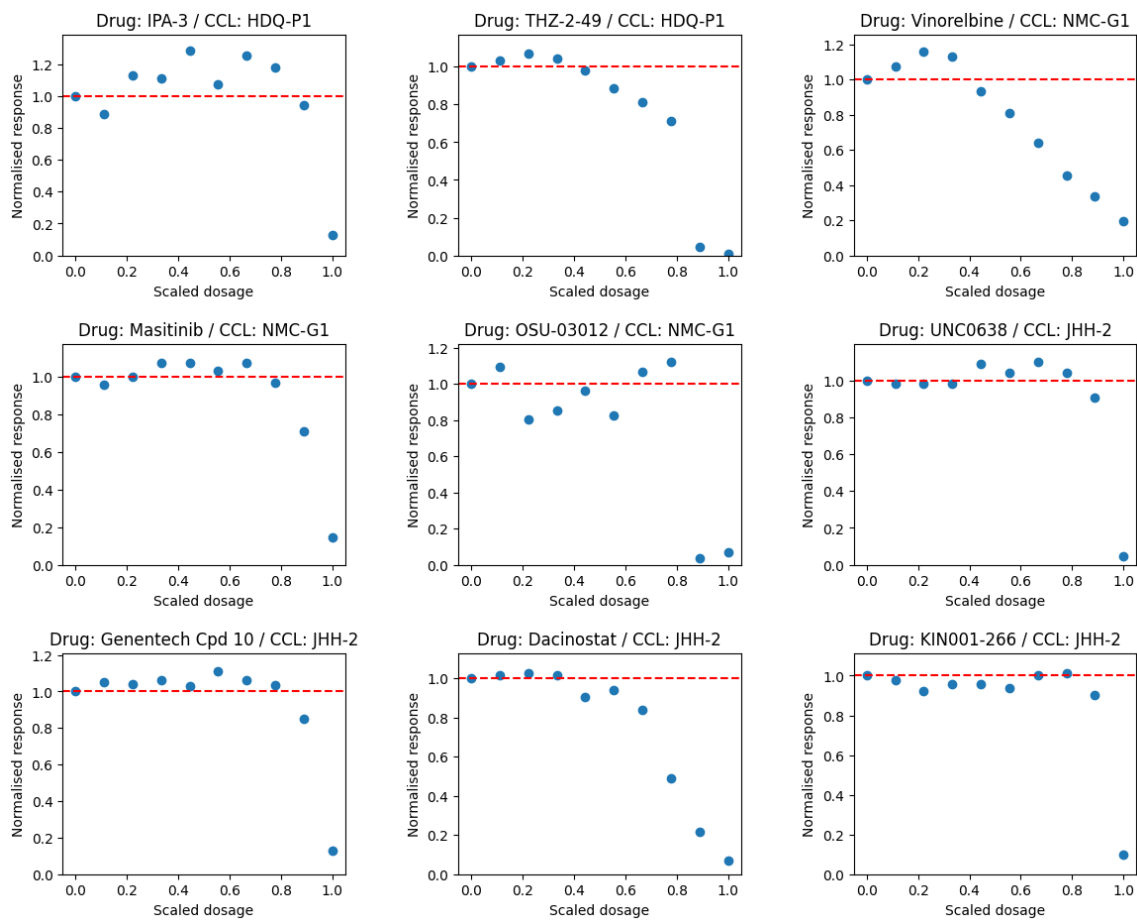 Drug: IPA-3 / CCL: HDQ-P1
Normalised response
1.2
1.0
0.8
0.6
0.4
0.2
0.0
0.0 0.2 0.4 0.6 0.8 1.0
Scaled dosage
Drug: THZ-2-49 / CCL: HDQ-P1
Normalised response
1.0
0.8
0.6
0.4
0.2
0.0
0.0 0.2 0.4 0.6 0.8 1.0
Scaled dosage
Drug: Vinorelbine / CCL: NMC-G1
Normalised response
1.2
1.0
0.8
0.6
0.4
0.2
0.0
0.0 0.2 0.4 0.6 0.8 1.0
Scaled dosage
Drug: Masitinib / CCL: NMC-G1
Normalised response
1.0
0.8
0.6
0.4
0.2
0.0
0.0 0.2 0.4 0.6 0.8 1.0
Scaled dosage
Drug: OSU-03012 / CCL: NMC-G1
Normalised response
1.2
1.0
0.8
0.6
0.4
0.2
0.0
0.0 0.2 0.4 0.6 0.8 1.0
Scaled dosage
Drug: UNC0638 / CCL: JHH-2
Normalised response
1.0
0.8
0.6
0.4
0.2
0.0
0.0 0.2 0.4 0.6 0.8 1.0
Scaled dosage
Drug: Genentech Cpd 10 / CCL: JHH-2
Normalised response
1.2
1.0
0.8
0.6
0.4
0.2
0.0
0.0 0.2 0.4 0.6 0.8 1.0
Scaled dosage
Drug: Dacinostat / CCL: JHH-2
Normalised response
1.0
0.8
0.6
0.4
0.2
0.0
0.0 0.2 0.4 0.6 0.8 1.0
Scaled dosage
Drug: KIN001-266 / CCL: JHH-2
Normalised response
1.0
0.8
0.6
0.4
0.2
0.0
0.0 0.2 0.4 0.6 0.8 1.0
Scaled dosage